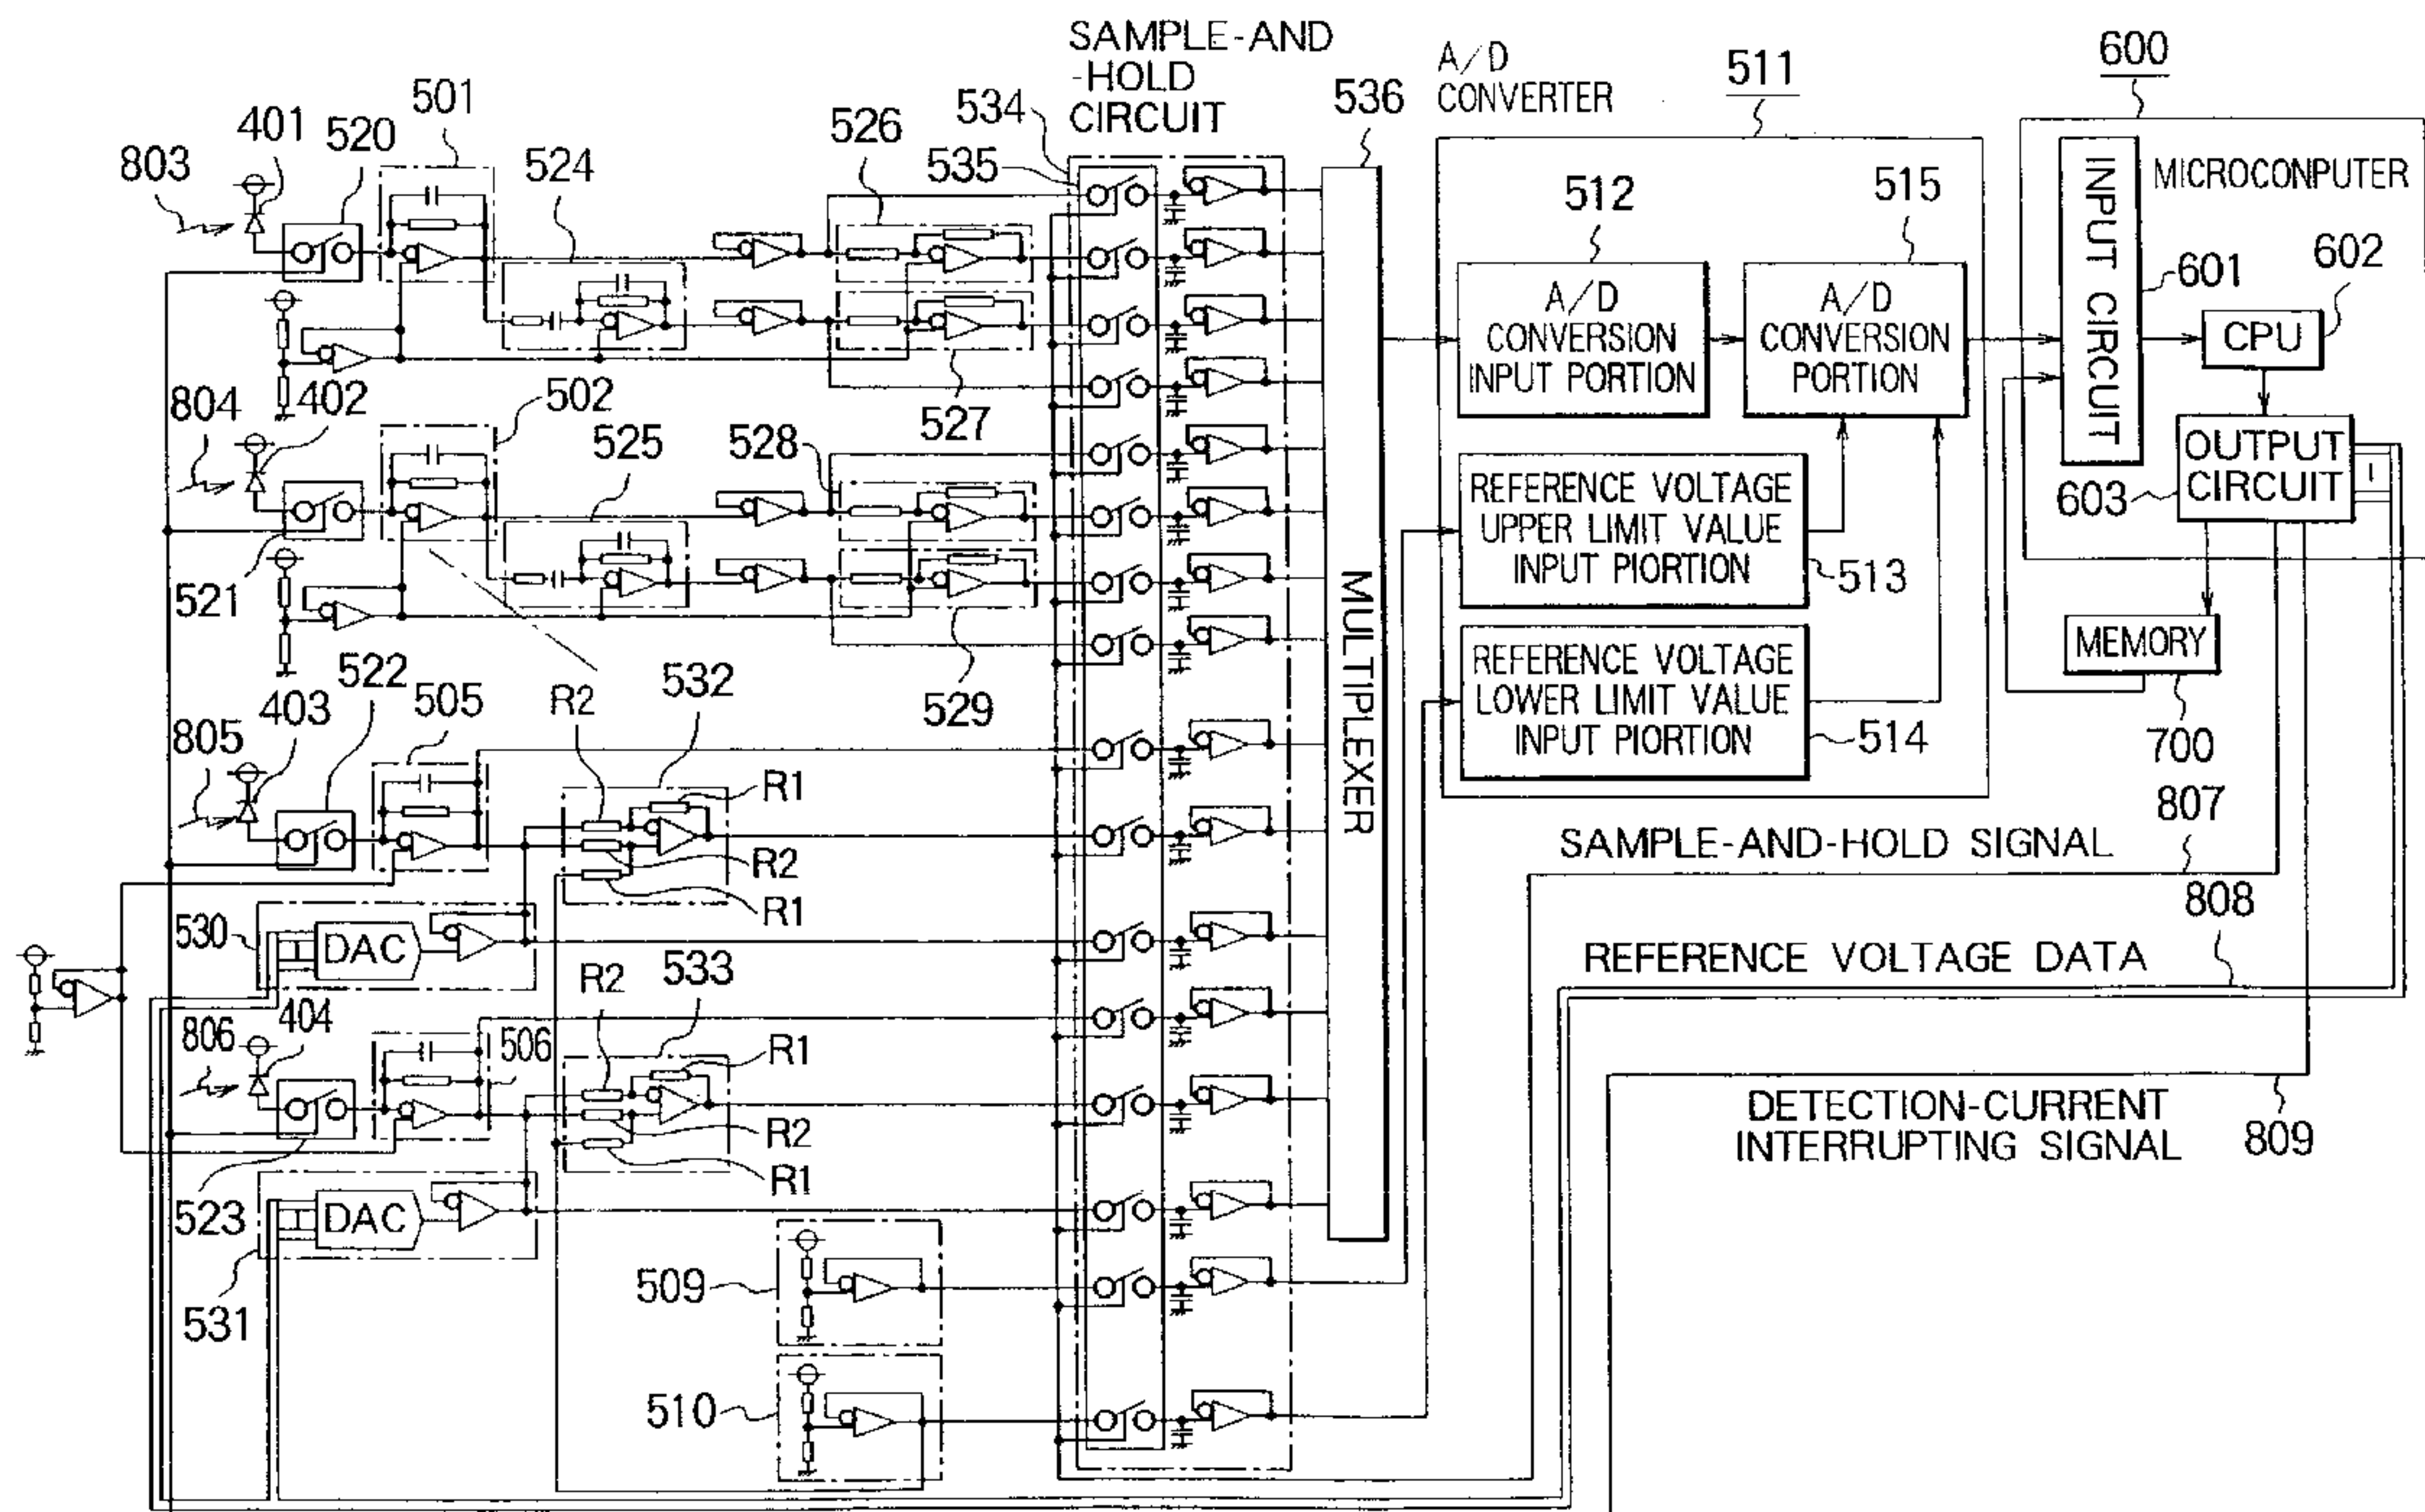 SAMPLE-AND
-HOLD
CIRCUIT
A/D
CONVERTER
511
600
501
534
536
401
520
526
535
803
524
512
515
INPUT CIRCUIT
MICROCONPUTER
601
602
A/D
CONVERSION
INPUT PORTION
A/D
CONVERSION
PORTION
CPU
804
402
502
525
528
527
OUTPUT
CIRCUIT
603
REFERENCE VOLTAGE
UPPER LIMIT VALUE
INPUT PIORTION
513
521
MULTIPLEXER
MEMORY
700
REFERENCE VOLTAGE
LOWER LIMIT VALUE
INPUT PIORTION
514
522
505
R2
532
529
805
403
R1
R2
R1
807
SAMPLE-AND-HOLD SIGNAL
808
530
DAC
REFERENCE VOLTAGE DATA
R2
533
806
404
506
R1
R2
R1
DETECTION-CURRENT
INTERRUPTING SIGNAL
809
523
DAC
531
509
510